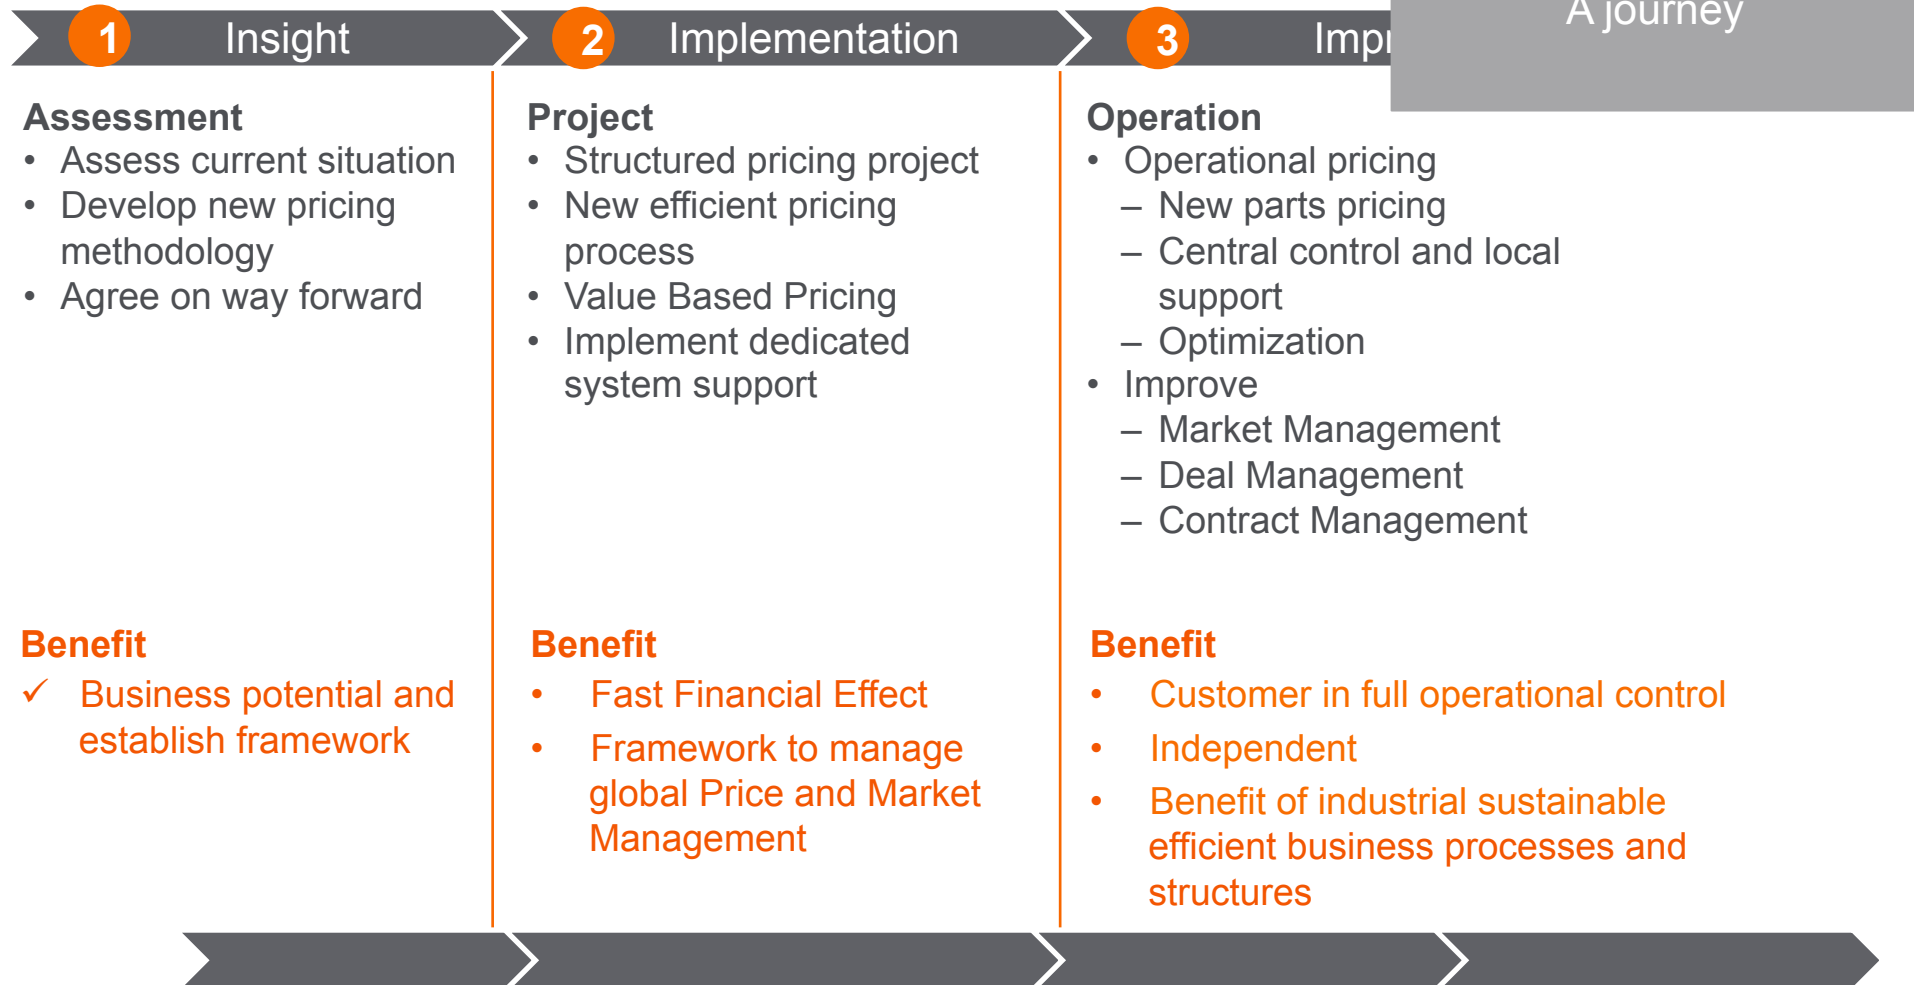 A journey
1 Insight
2 Implementation
3
Assessment
• Assess current situation
• Develop new pricing
methodology
• Agree on way forward
Benefit
✓ Business potential and
establish framework
Project
• Structured pricing project
• New efficient pricing
process
• Value Based Pricing
• Implement dedicated
system support
Benefit
• Fast Financial Effect
• Framework to manage
global Price and Market
Management
Operation
• Operational pricing
– New parts pricing
– Central control and local
support
– Optimization
• Improve
– Market Management
– Deal Management
– Contract Management
Benefit
• Customer in full operational control
• Independent
• Benefit of industrial sustainable
efficient business processes and
structures